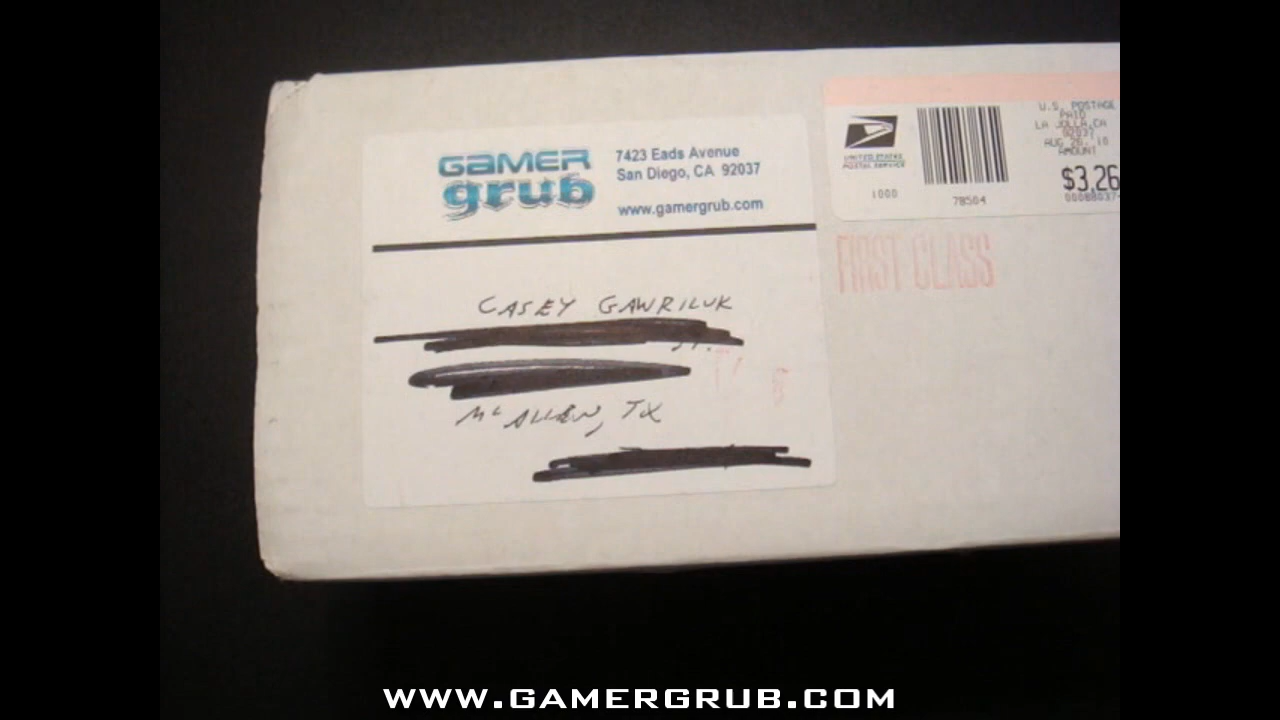 GAMER
grub
7423 Eads Avenue
San Diego, CA 92037
www.gamergrub.com
UNITED STATES
POSTAL SERVICE
1000
78504
U.S. POSTAGE
PAID
LA JOLLA, CA
92037
AUG 26, 10
AMOUNT
$3.26
00088037
FIRST CLASS
CASEY GAWRILUK
ST.
MCALLEN, TX
WWW.GAMERGRUB.COM